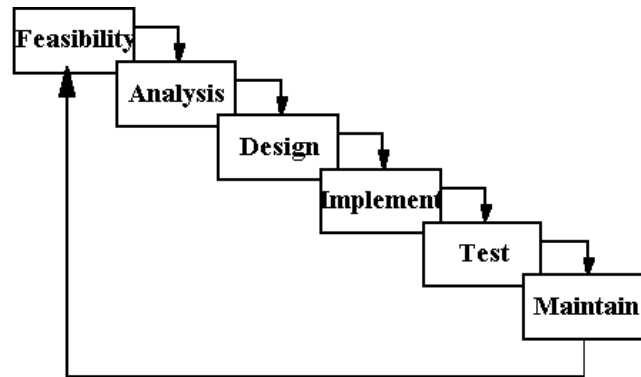 Feasibility
Analysis
Design
Implement
Test
Maintain